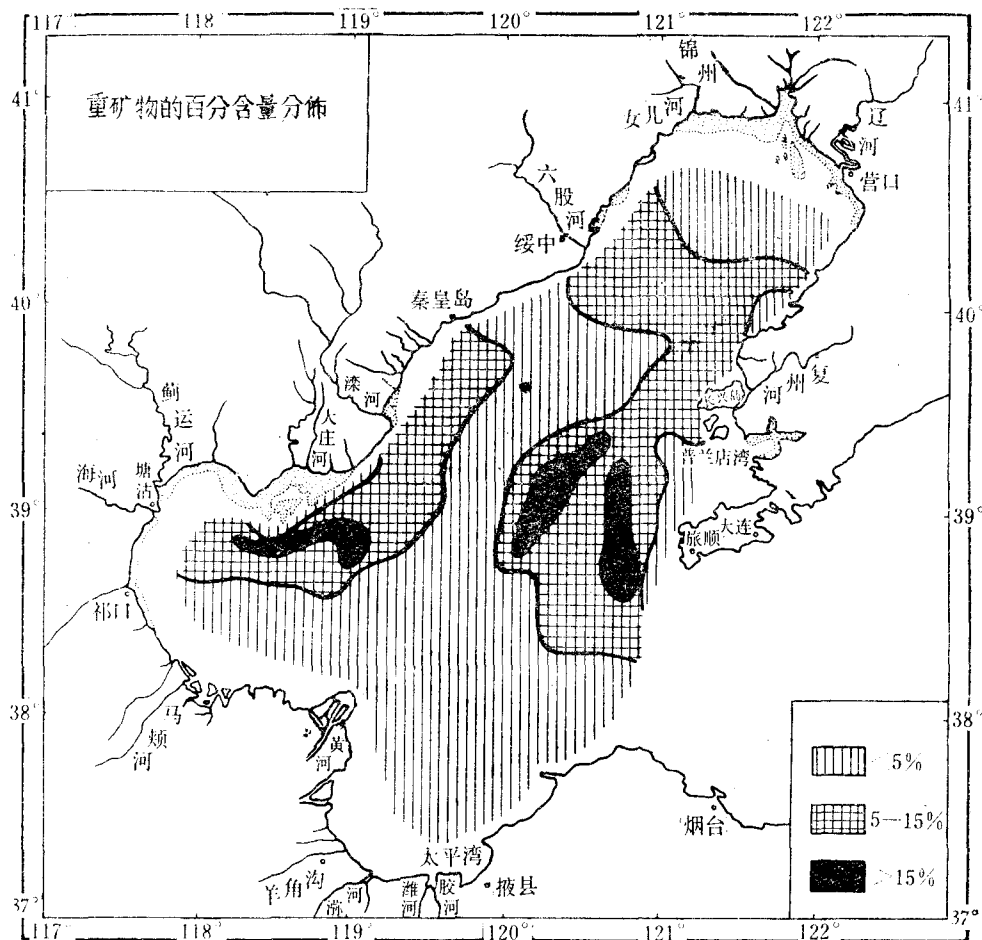 117° 118° 119° 120° 121° 122°
重矿物的百分含量分佈
41° 41°
锦州
女儿河
辽河
营口
六股河
绥中
秦皇岛
40° 40°
滦河
大庄河
蓟运河
海河
塘沽
复州河
普兰店湾
39° 39°
大连
旅顺
祁口
38° 38°
马颊河
黄河
<5%
5—15%
>15%
烟台
太平湾
羊角沟
弥河
潍河
胶河
掖县
37° 37°
118° 119° 120° 121° 122°